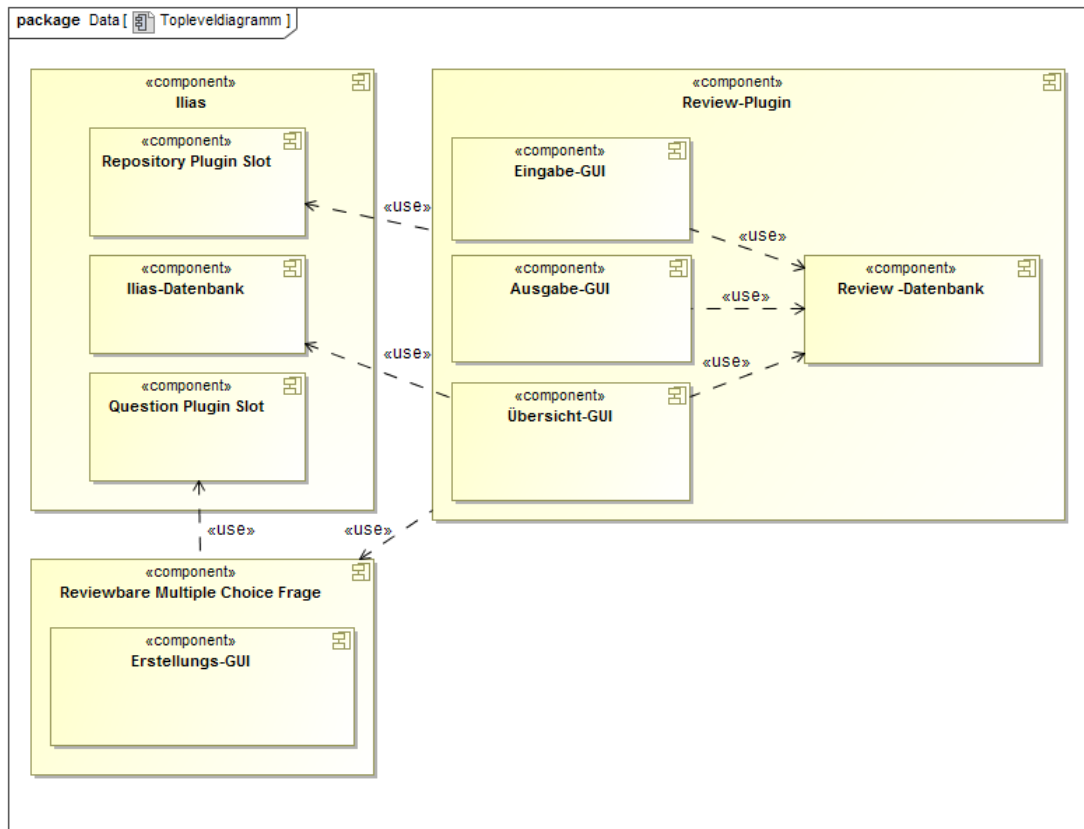 package Data [ Topleveldiagramm ]
«component»
Ilias
«component»
Repository Plugin Slot
«component»
Ilias-Datenbank
«component»
Question Plugin Slot
«component»
Review-Plugin
«component»
Eingabe-GUI
«component»
Ausgabe-GUI
«component»
Übersicht-GUI
«component»
Review -Datenbank
«use»
«use»
«use»
«use»
«use»
«use»
«use»
«component»
Reviewbare Multiple Choice Frage
«component»
Erstellungs-GUI